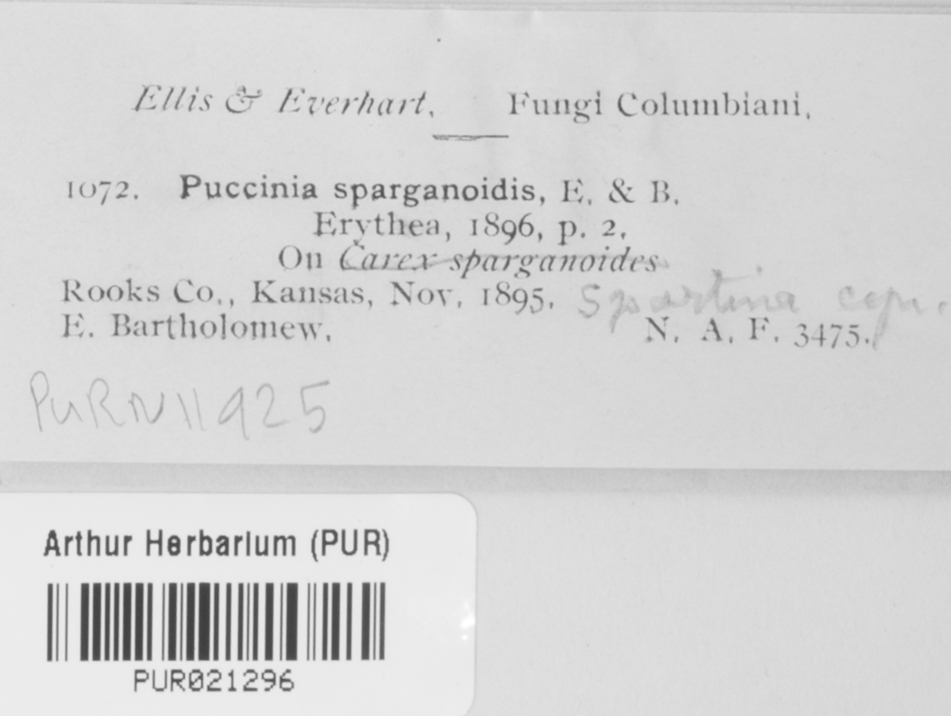 Ellis & Everhart, Fungi Columbiani,
1072. Puccinia sparganoidis, E. & B.
Erythea, 1896, p. 2,
On Carex sparganoides
Rooks Co., Kansas, Nov. 1895. Spartina
E. Bartholomew, N. A. F. 3475.
PURN11925
Arthur Herbarium (PUR)
PUR021296